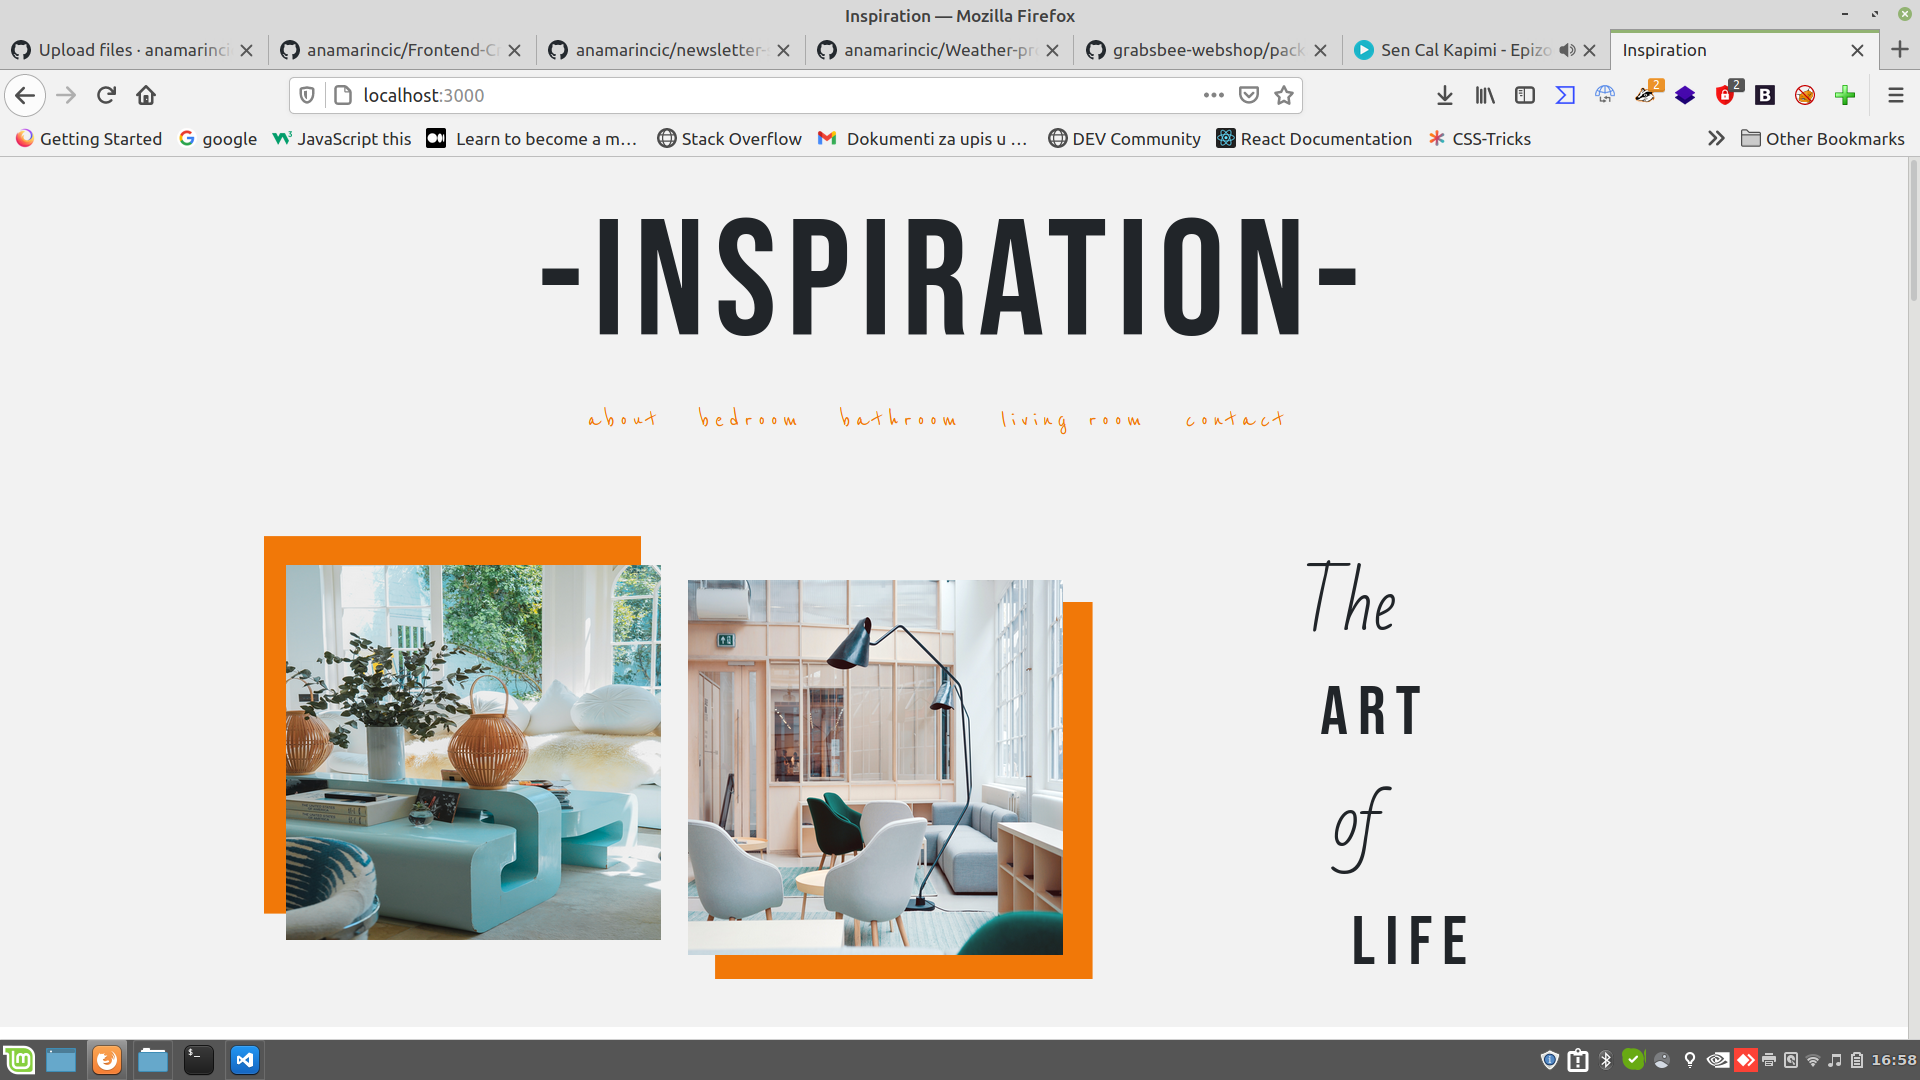 Inspiration — Mozilla Firefox
Upload files · anamarinci
anamarincic/Frontend-C
anamarincic/newsletter-
anamarincic/Weather-pr
grabsbee-webshop/pack
Sen Cal Kapimi - Epizo
Inspiration
localhost:3000
2
2
B
Getting Started
google
JavaScript this
Learn to become a m…
Stack Overflow
Dokumenti za upis u …
DEV Community
React Documentation
CSS-Tricks
Other Bookmarks
-INSPIRATION-
about bedroom bathroom living room contact
The
ART
of
LIFE
16:58